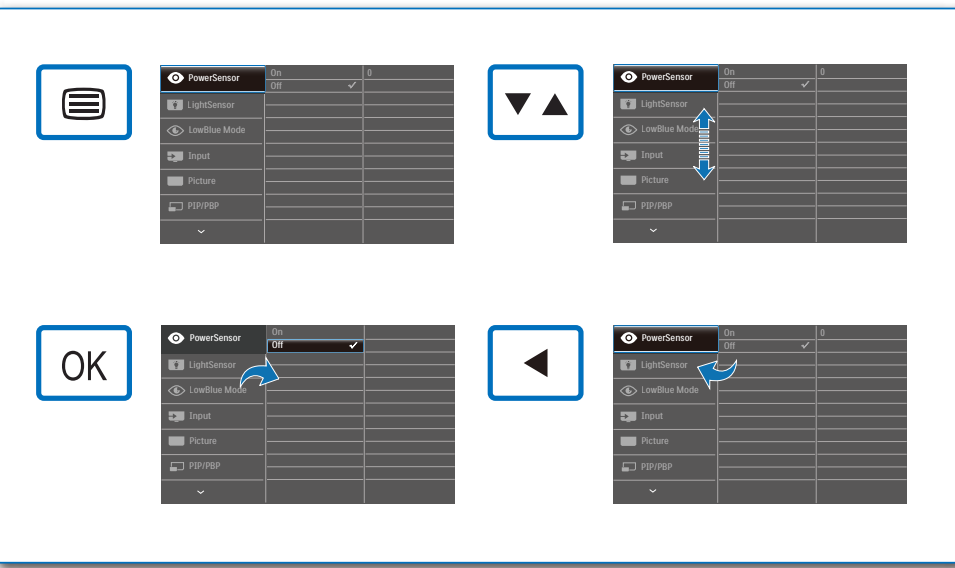 PowerSensor On 0
Off ✓
LightSensor
LowBlue Mode
Input
Picture
PIP/PBP
PowerSensor On 0
Off ✓
LightSensor
LowBlue Mode
Input
Picture
PIP/PBP
OK
PowerSensor On
Off ✓
LightSensor
LowBlue Mode
Input
Picture
PIP/PBP
PowerSensor On 0
Off ✓
LightSensor
LowBlue Mode
Input
Picture
PIP/PBP